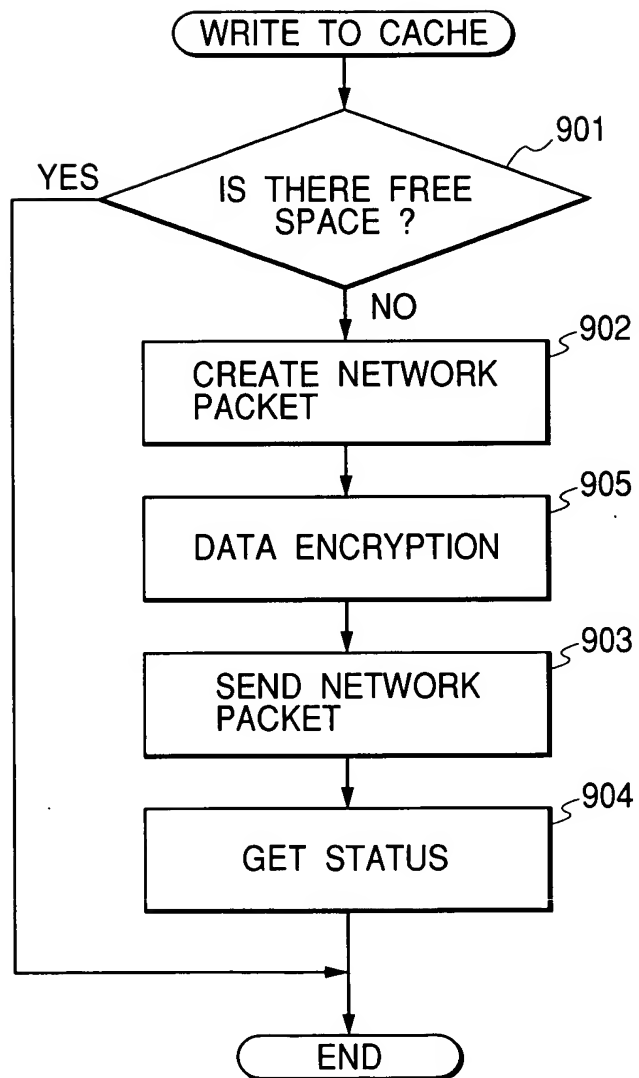 WRITE TO CACHE
901
YES
IS THERE FREE
SPACE ?
NO
902
CREATE NETWORK
PACKET
905
DATA ENCRYPTION
903
SEND NETWORK
PACKET
904
GET STATUS
END